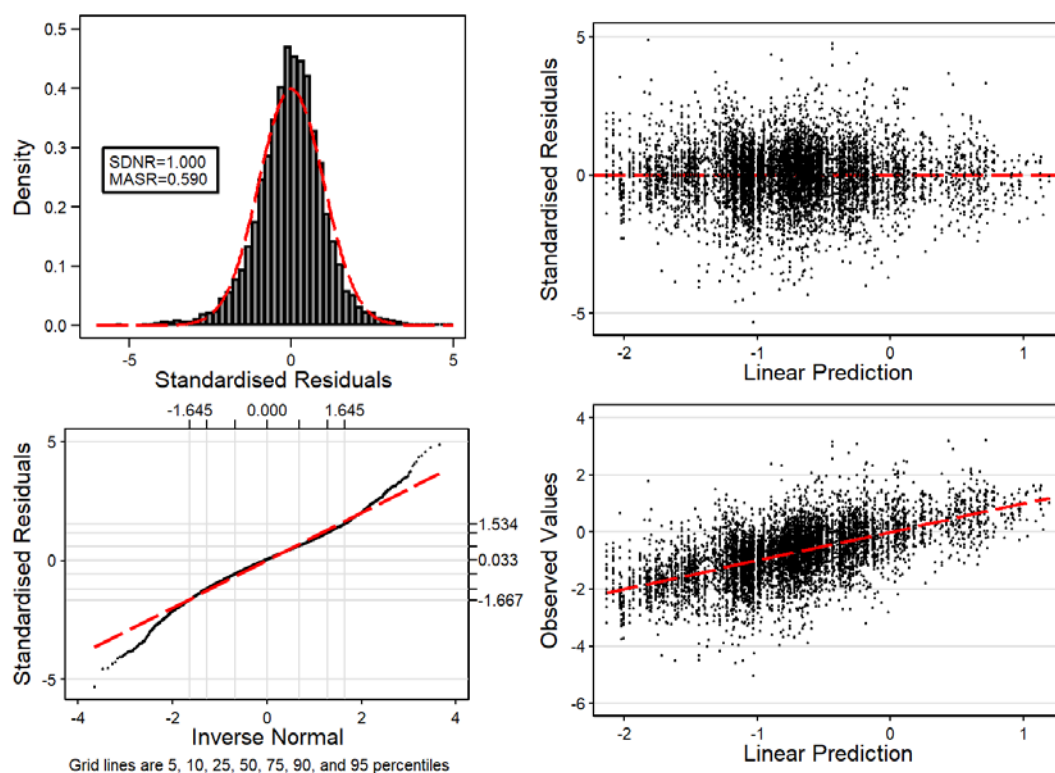 0.5
0.4
0.3
0.2
0.1
0.0
Density
SDNR=1.000
MASR=0.590
-5 0 5
Standardised Residuals
5
0
-5
Standardised Residuals
-2 -1 0 1
Linear Prediction
-1.645 0.000 1.645
5
0
-5
Standardised Residuals
1.534
0.033
-1.667
-4 -2 0 2 4
Inverse Normal
Grid lines are 5, 10, 25, 50, 75, 90, and 95 percentiles
4
2
0
-2
-4
-6
Observed Values
-2 -1 0 1
Linear Prediction